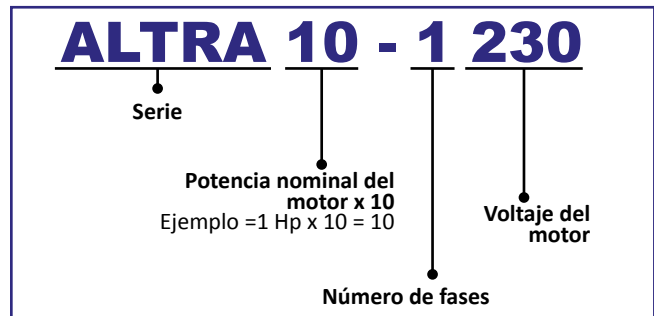 ALTRA 10 - 1 230
Serie
Potencia nominal del
motor x 10
Ejemplo =1 Hp x 10 = 10
Voltaje del
motor
Número de fases